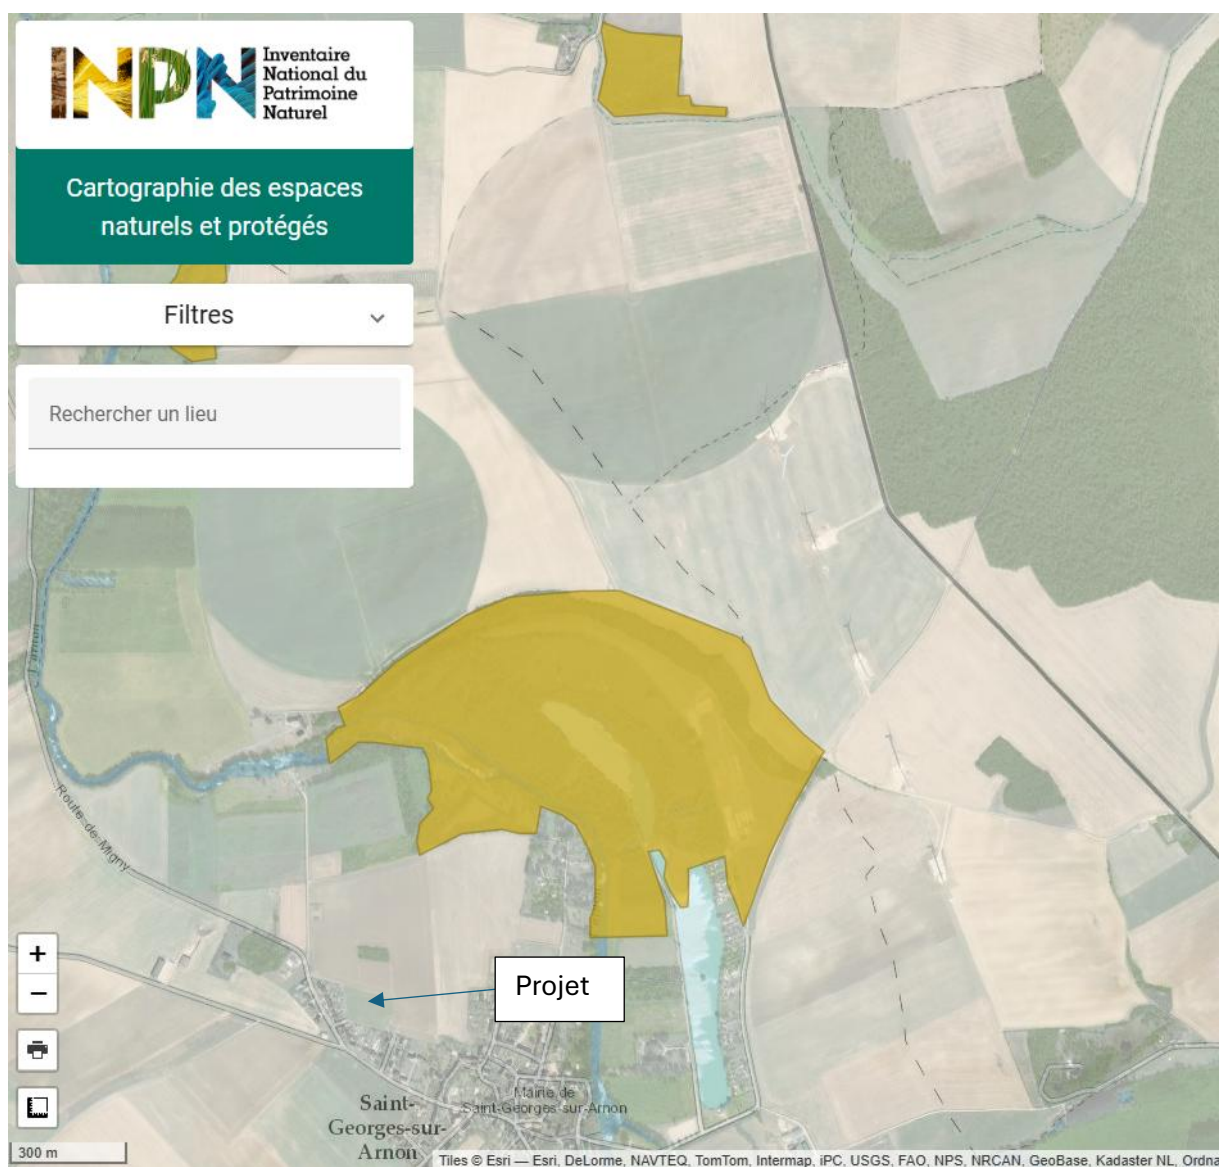 INPN
Inventaire
National du
Patrimoine
Naturel
Cartographie des espaces
naturels et protégés
Filtres
Rechercher un lieu
Route de Migny
+
−
Projet
Mairie de
Saint-Georges-sur-Arnon
Saint-
Georges-sur-
Arnon
300 m
Tiles © Esri — Esri, DeLorme, NAVTEQ, TomTom, Intermap, iPC, USGS, FAO, NPS, NRCAN, GeoBase, Kadaster NL, Ordna